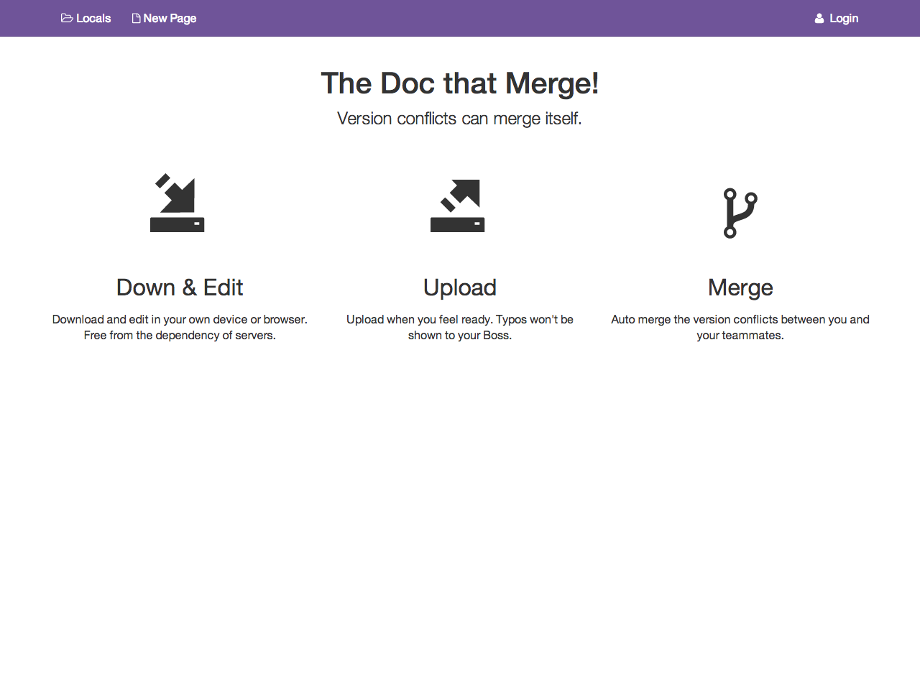 Locals
New Page
Login
The Doc that Merge!
Version conflicts can merge itself.
Down & Edit
Download and edit in your own device or browser.
Free from the dependency of servers.
Upload
Upload when you feel ready. Typos won't be
shown to your Boss.
Merge
Auto merge the version conflicts between you and
your teammates.